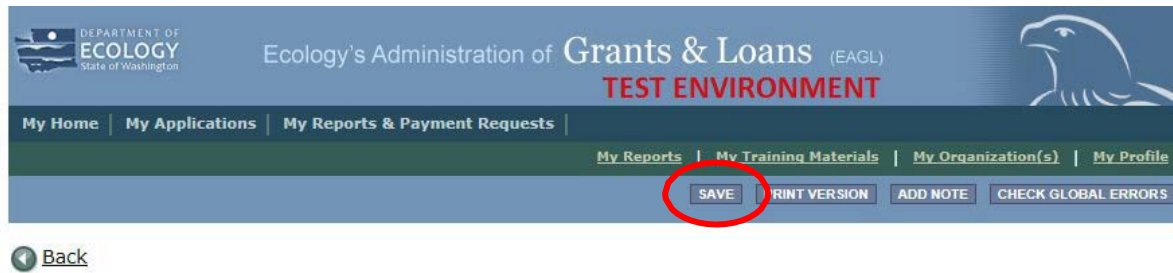 DEPARTMENT OF
ECOLOGY
State of Washington
Ecology's Administration of Grants & Loans (EAGL)
TEST ENVIRONMENT
My Home | My Applications | My Reports & Payment Requests |
My Reports | My Training Materials | My Organization(s) | My Profile
SAVE PRINT VERSION ADD NOTE CHECK GLOBAL ERRORS
Back